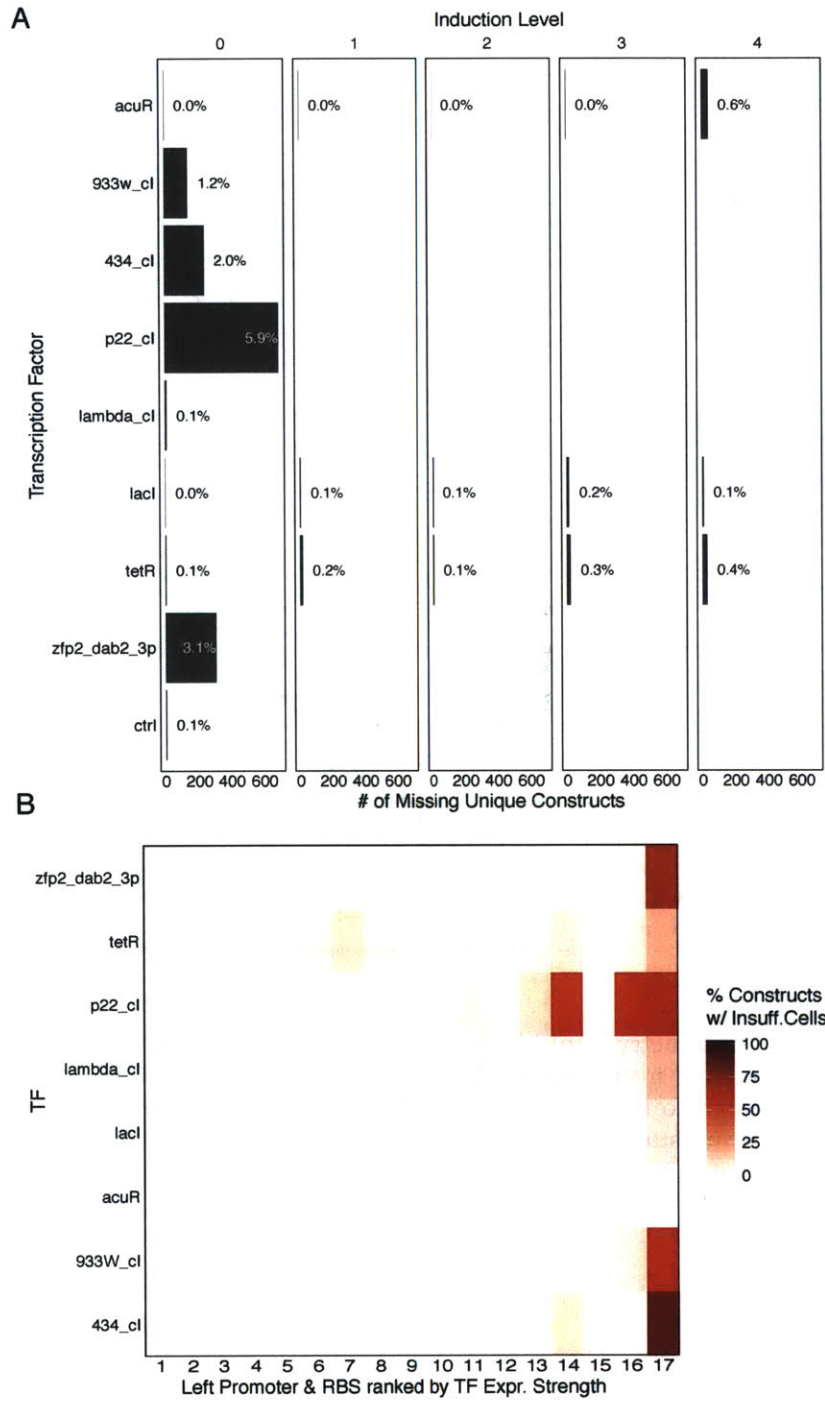 A
Induction Level
0 1 2 3 4
acuR 0.0% 0.0% 0.0% 0.0% 0.6%
933w_cI 1.2%
434_cI 2.0%
p22_cI 5.9%
lambda_cI 0.1%
lacI 0.0% 0.1% 0.1% 0.2% 0.1%
tetR 0.1% 0.2% 0.1% 0.3% 0.4%
zfp2_dab2_3p 3.1%
ctrl 0.1%
Transcription Factor
0 200 400 600 0 200 400 600 0 200 400 600 0 200 400 600 0 200 400 600
# of Missing Unique Constructs
B
zfp2_dab2_3p
tetR
p22_cI
lambda_cI
lacI
acuR
933W_cI
434_cI
TF
1 2 3 4 5 6 7 8 9 10 11 12 13 14 15 16 17
Left Promoter & RBS ranked by TF Expr. Strength
% Constructs
w/ Insuff.Cells
100
75
50
25
0